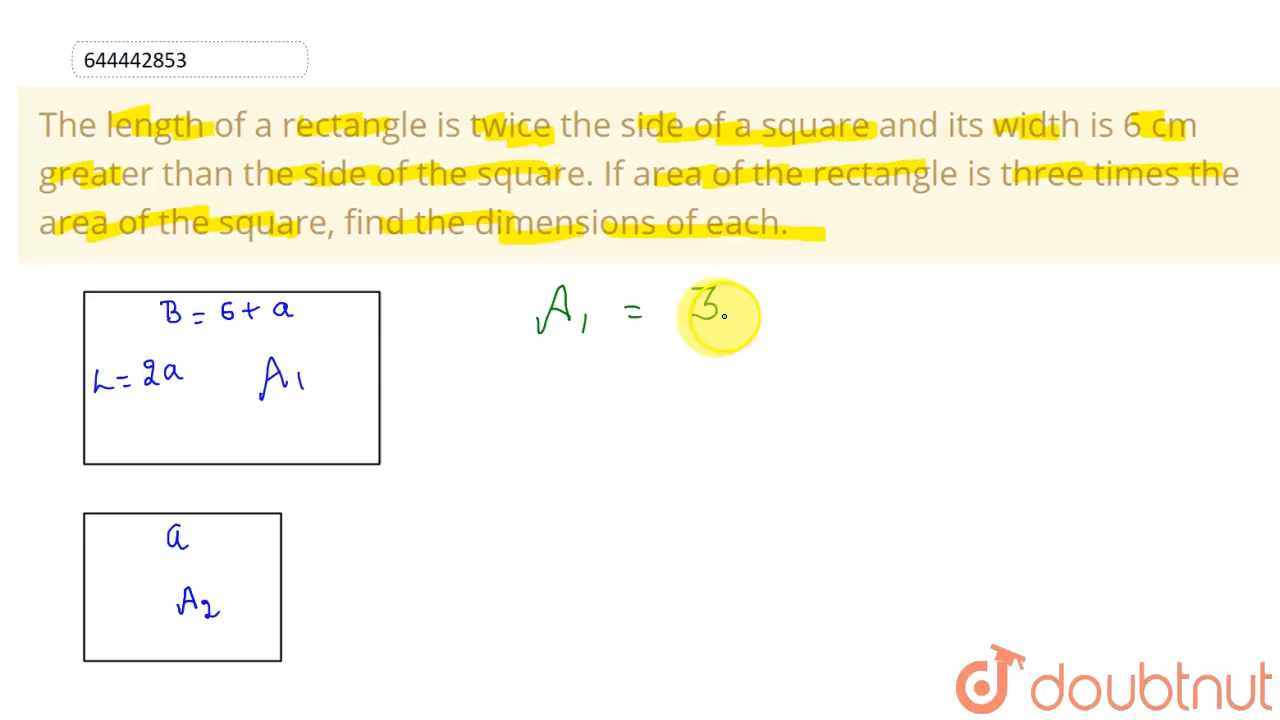 644442853
The length of a rectangle is twice the side of a square and its width is 6 cm
greater than the side of the square. If area of the rectangle is three times the
area of the square, find the dimensions of each.
B = 6 + a
L = 2a A₁
A₁ = 3
a
A₂
doubtnut